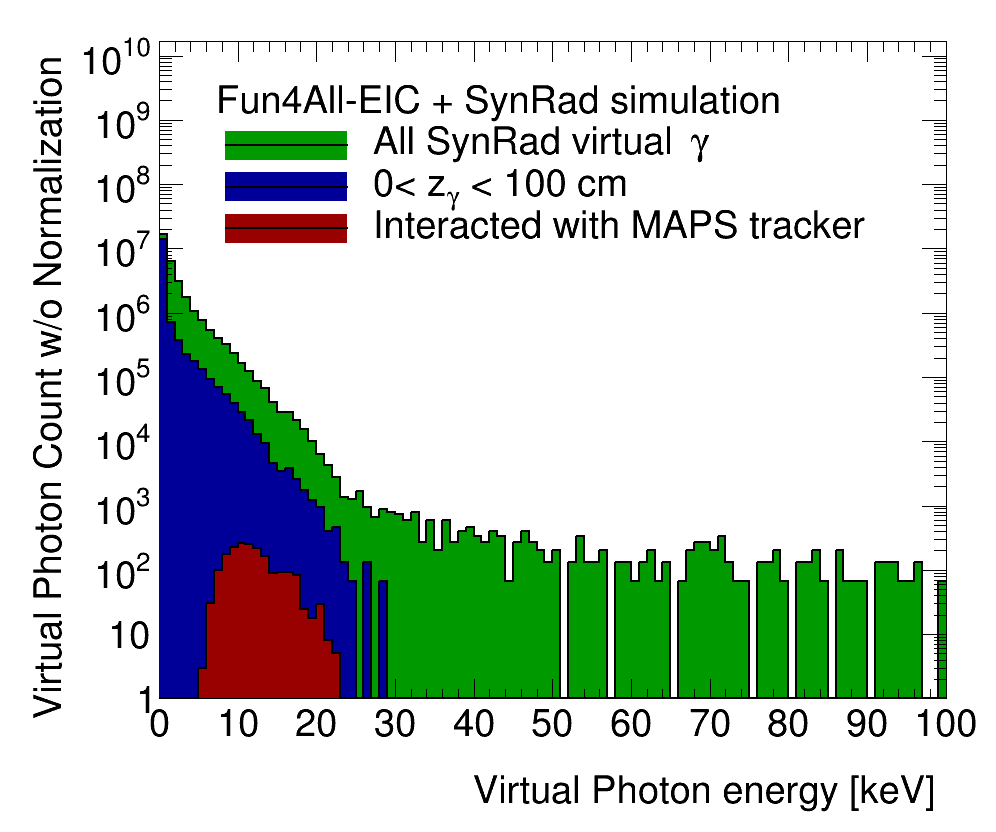 Fun4All-EIC + SynRad simulation
All SynRad virtual γ
0< zγ < 100 cm
Interacted with MAPS tracker
Virtual Photon Count w/o Normalization
10^10
10^9
10^8
10^7
10^6
10^5
10^4
10^3
10^2
10
1
0 10 20 30 40 50 60 70 80 90 100
Virtual Photon energy [keV]